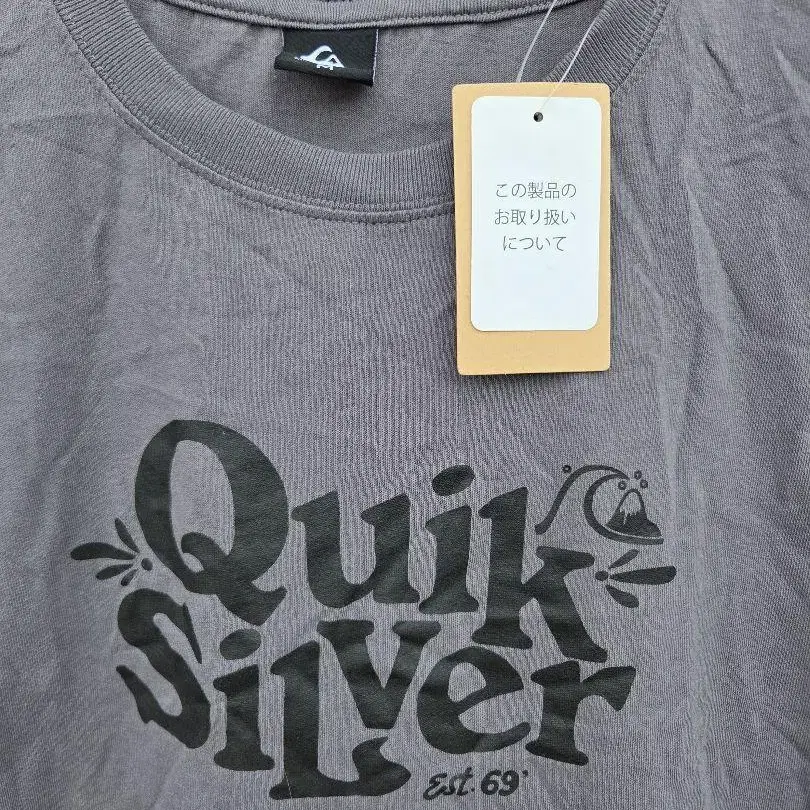 この製品の
お取り扱い
について
Quik
SiLver
Est. 69'